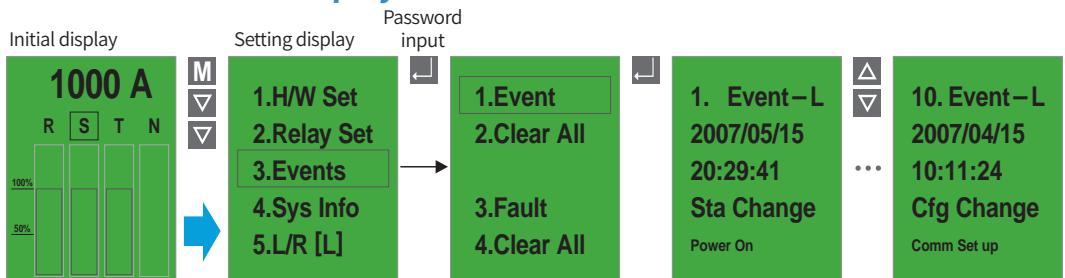 Password
input
Initial display
Setting display
1000 A
R S T N
100%
50%
M
1.H/W Set
2.Relay Set
3.Events
4.Sys Info
5.L/R [L]
1.Event
2.Clear All
3.Fault
4.Clear All
1. Event–L
2007/05/15
20:29:41
Sta Change
Power On
...
10. Event–L
2007/04/15
10:11:24
Cfg Change
Comm Set up